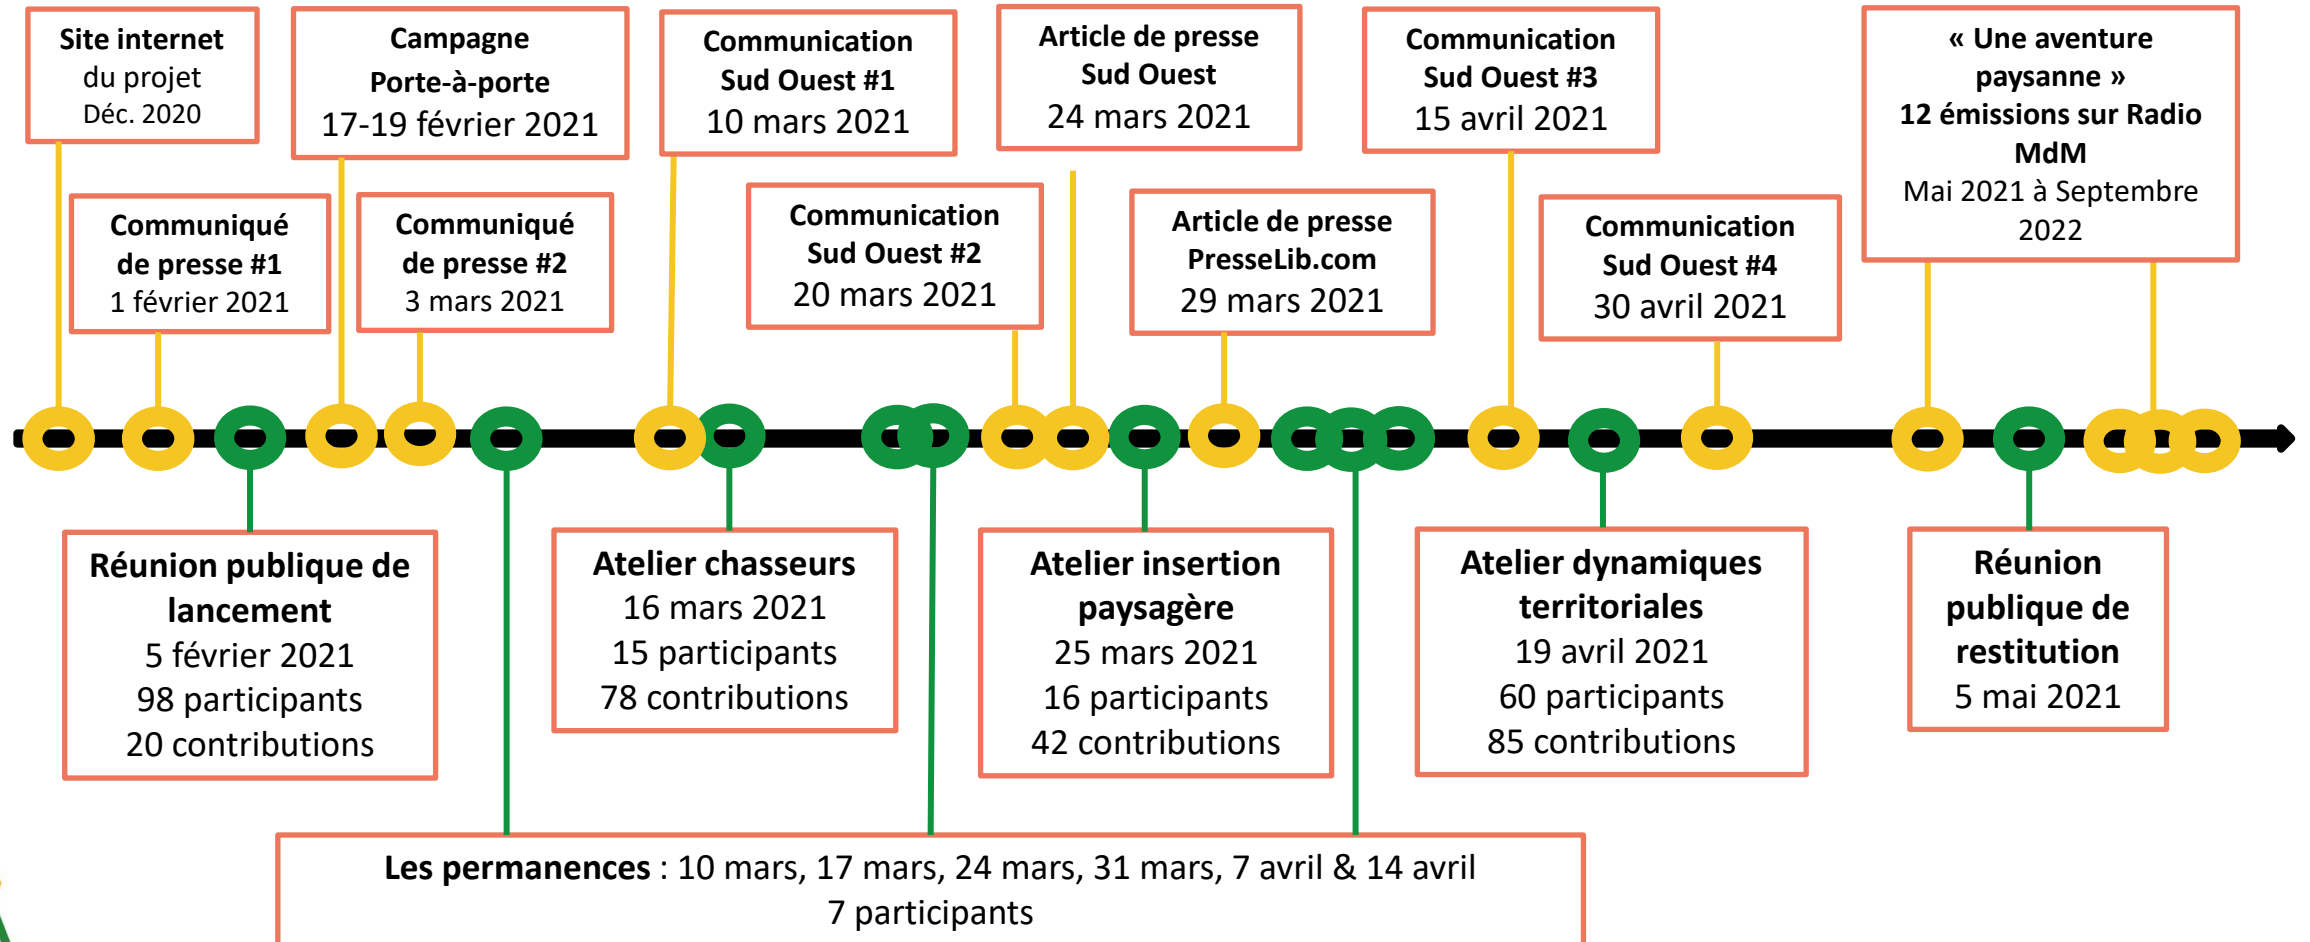 Site internet
du projet
Déc. 2020
Campagne
Porte-à-porte
17-19 février 2021
Communication
Sud Ouest #1
10 mars 2021
Article de presse
Sud Ouest
24 mars 2021
Communication
Sud Ouest #3
15 avril 2021
« Une aventure
paysanne »
12 émissions sur Radio
MdM
Mai 2021 à Septembre
2022
Communiqué
de presse #1
1 février 2021
Communiqué
de presse #2
3 mars 2021
Communication
Sud Ouest #2
20 mars 2021
Article de presse
PresseLib.com
29 mars 2021
Communication
Sud Ouest #4
30 avril 2021
Réunion publique de
lancement
5 février 2021
98 participants
20 contributions
Atelier chasseurs
16 mars 2021
15 participants
78 contributions
Atelier insertion
paysagère
25 mars 2021
16 participants
42 contributions
Atelier dynamiques
territoriales
19 avril 2021
60 participants
85 contributions
Réunion
publique de
restitution
5 mai 2021
Les permanences : 10 mars, 17 mars, 24 mars, 31 mars, 7 avril & 14 avril
7 participants